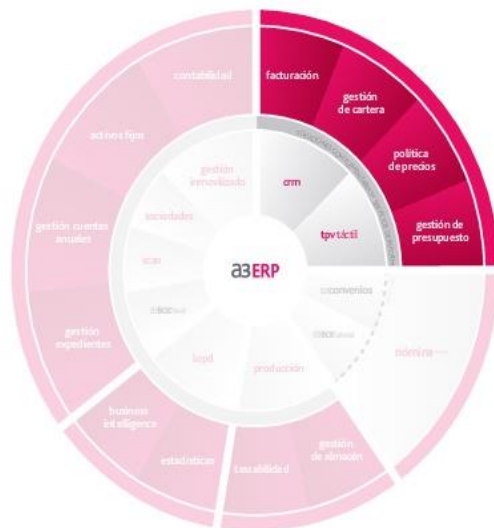 contabilidad
facturación
activos fijos
gestión
de cartera
gestión
inmovilizado
crm
política
de precios
sociedades
tpv táctil
gestión cuentas
anuales
gestión de
presupuesto
scan
a3ERP
convenios
gestión
expedientes
nómina
lopd
producción
business
intelligence
estadísticas
trazabilidad
gestión
de almacén